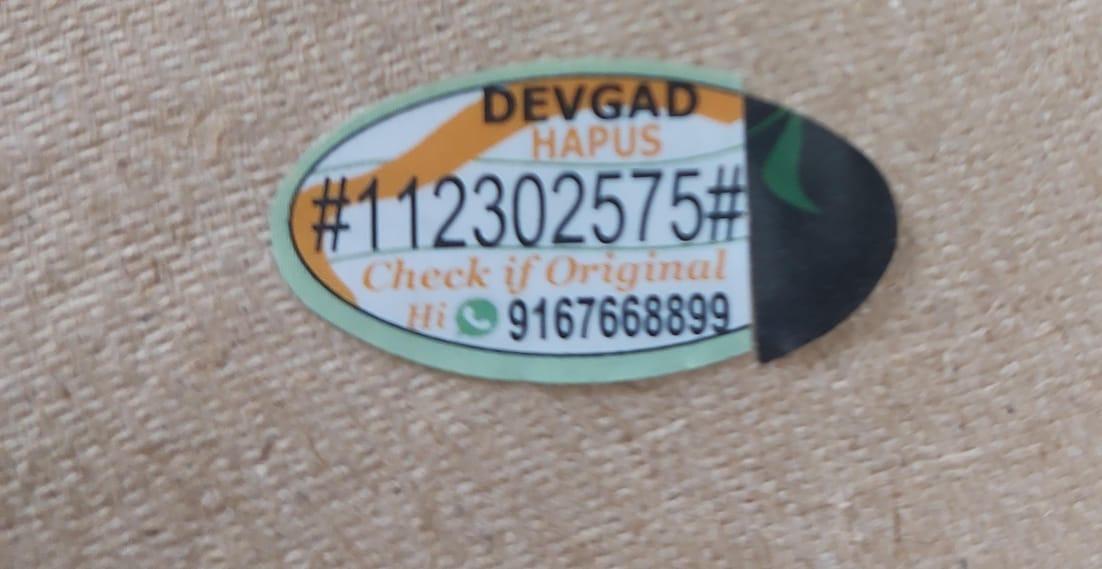 DEVGAD
HAPUS
#112302575#
Check if Original
Hi 9167668899